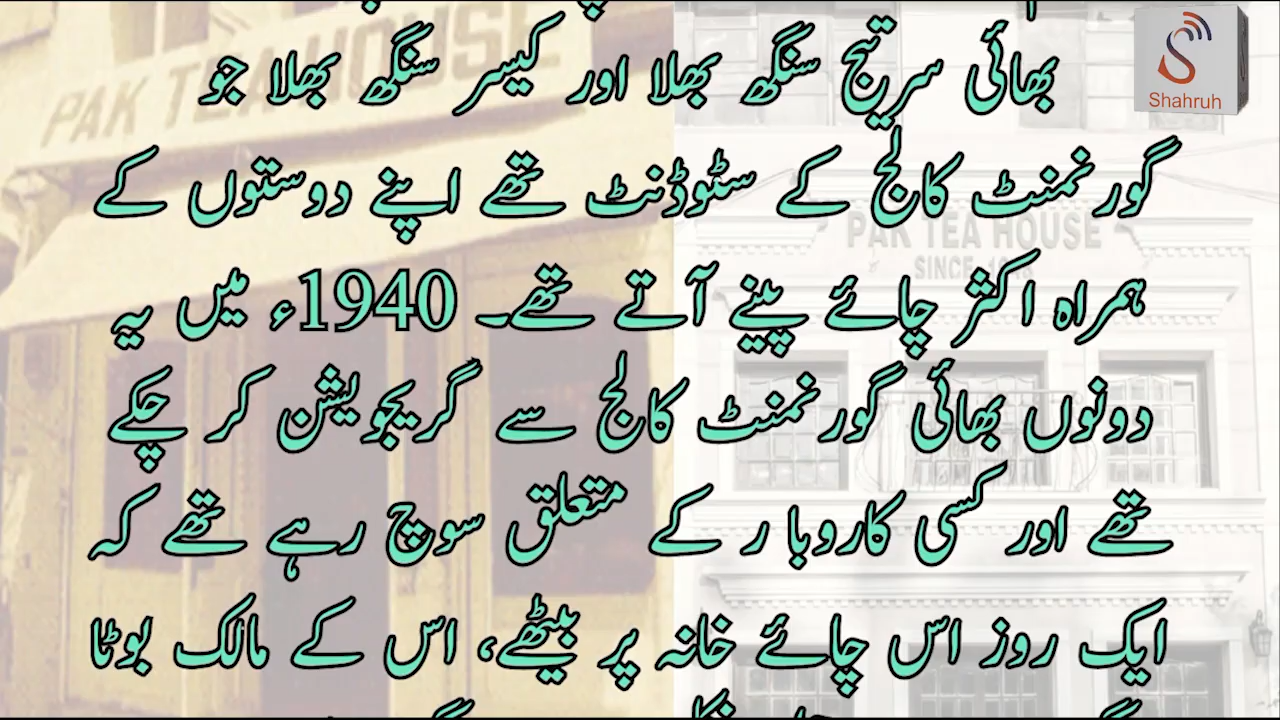 بھائی سرتیج سنگھ بھلا اور کیسر سنگھ بھلا جو
گورنمنٹ کالج کے سٹوڈنٹ تھے اپنے دوستوں کے
ہمراہ اکثر چائے پینے آتے تھے۔ 1940ء میں یہ
دونوں بھائی گورنمنٹ کالج سے گریجویشن کر چکے
تھے اور کسی کاروبا ر کے متعلق سوچ رہے تھے کہ
ایک روز اس چائے خانہ پر بیٹھے، اس کے مالک بوٹا
PAK TEA HOUSE
PAK TEA HOUSE
SINCE
Shahruh